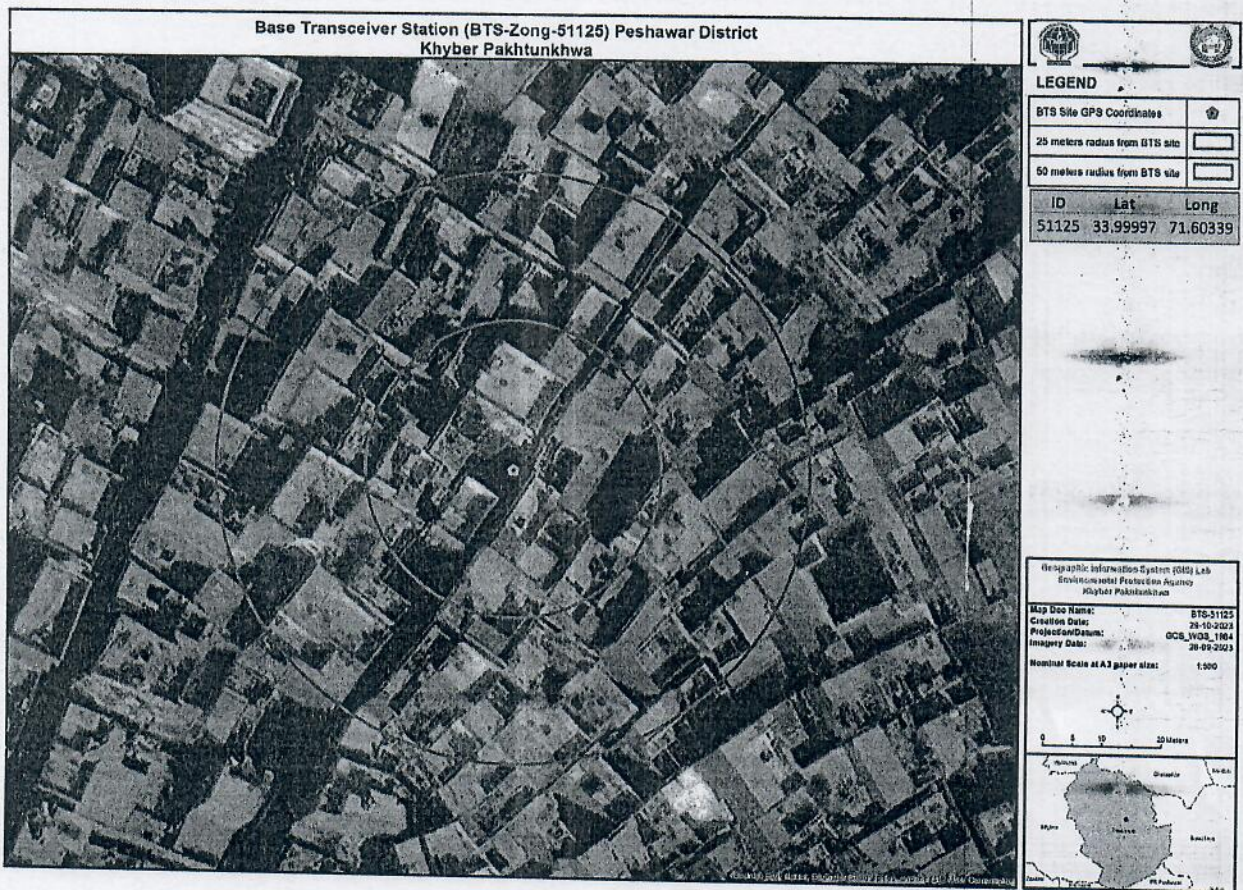 Base Transceiver Station (BTS-Zong-51125) Peshawar District
Khyber Pakhtunkhwa
LEGEND
BTS Site GPS Coordinates
25 meters radius from BTS site
50 meters radius from BTS site
ID Lat Long
51125 33.99997 71.60339
Geographic Information System (GIS) Lab
Environmental Protection Agency
Khyber Pakhtunkhwa
Map Doc Name: BTS-51125
Creation Date: 29-10-2023
Projection/Datum: GCS_WGS_1984
Imagery Date: 28-09-2023
Nominal Scale at A3 paper size: 1:500
0 5 10 20 Meters